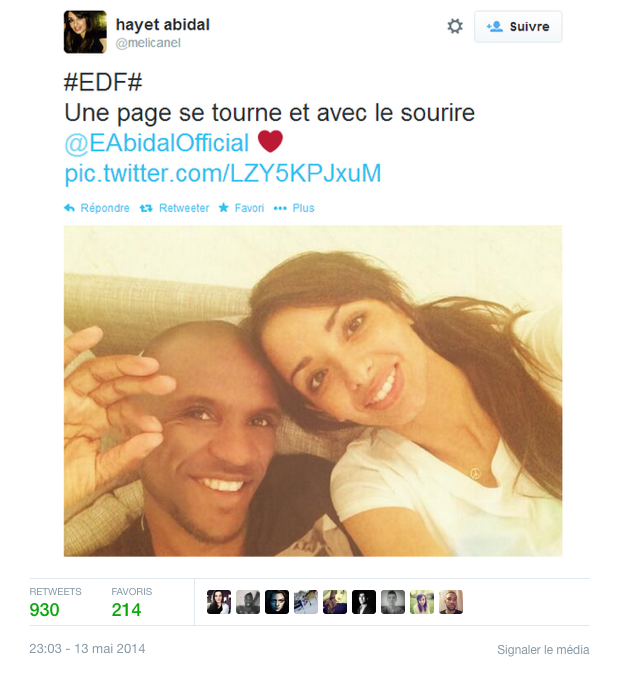 hayet abidal
@melicanel
Suivre
#EDF#
Une page se tourne et avec le sourire
@EAbidalOfficial ❤
pic.twitter.com/LZY5KPJxuM
Répondre Retweeter Favori Plus
RETWEETS FAVORIS
930 214
23:03 - 13 mai 2014 Signaler le média